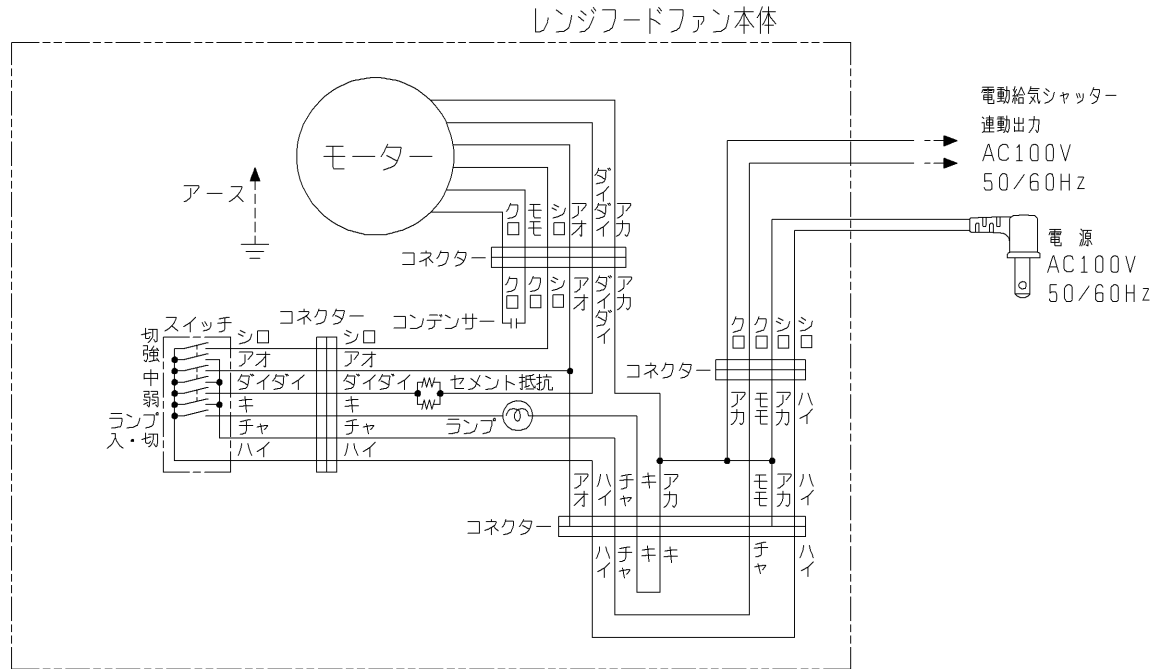 レンジフードファン本体
電動給気シャッター
連動出力
AC100V
50/60Hz
モーター
アース
クロ
モモ
シロ
アオ
ダイダイ
アカ
電 源
AC100V
50/60Hz
コネクター
クロ
クロ
シロ
アオ
ダイダイ
アカ
コンデンサー
スイッチ
コネクター
切
強
中
弱
ランプ
入・切
シロ
アオ
ダイダイ
キ
チャ
ハイ
シロ
アオ
ダイダイ
キ
チャ
ハイ
セメント抵抗
ランプ
クロ
クロ
シロ
シロ
コネクター
アカ
モモ
アカ
ハイ
アオ
ハイ
チャ
キ
アカ
モモ
アカ
ハイ
コネクター
ハイ
チャ
キ
キ
チャ
ハイ